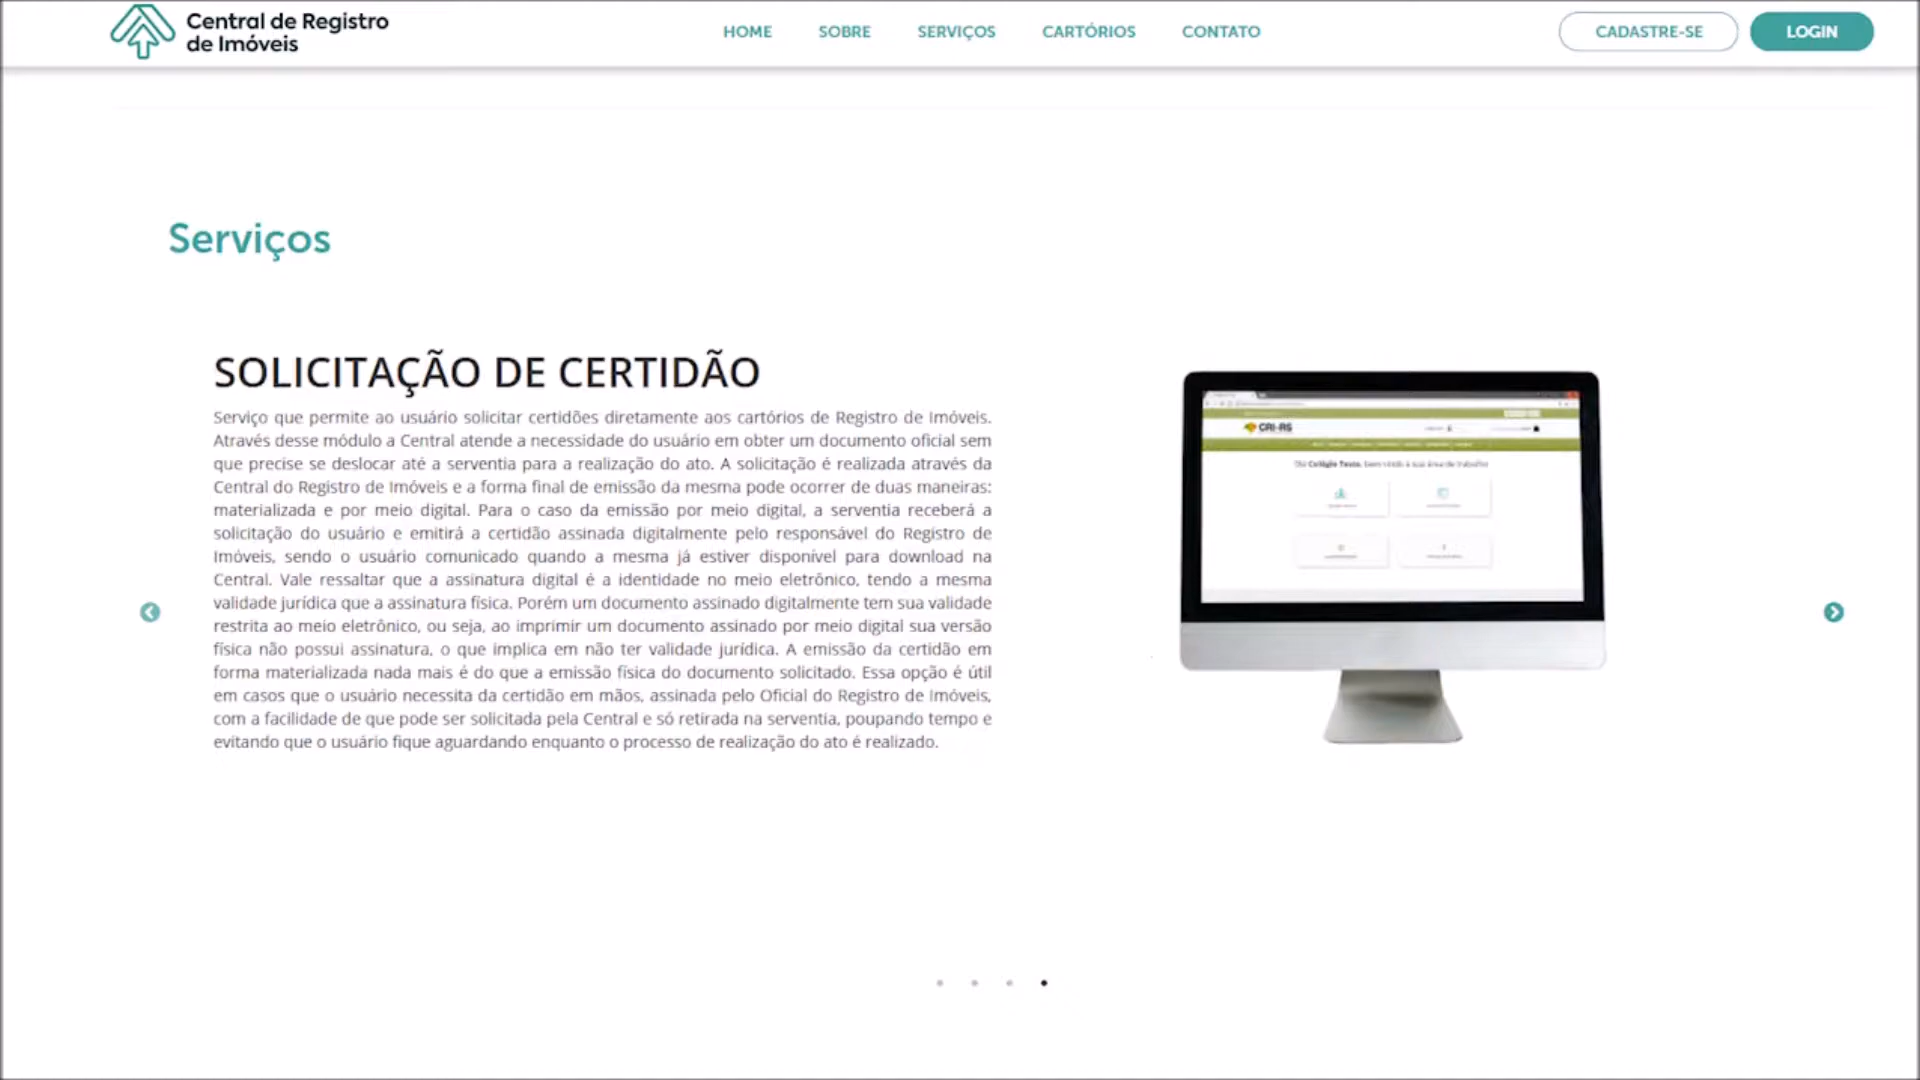 Central de Registro
de Imóveis
HOME SOBRE SERVIÇOS CARTÓRIOS CONTATO
CADASTRE-SE LOGIN
Serviços
SOLICITAÇÃO DE CERTIDÃO
Serviço que permite ao usuário solicitar certidões diretamente aos cartórios de Registro de Imóveis.
Através desse módulo a Central atende a necessidade do usuário em obter um documento oficial sem
que precise se deslocar até a serventia para a realização do ato. A solicitação é realizada através da
Central do Registro de Imóveis e a forma final de emissão da mesma pode ocorrer de duas maneiras:
materializada e por meio digital. Para o caso da emissão por meio digital, a serventia receberá a
solicitação do usuário e emitirá a certidão assinada digitalmente pelo responsável do Registro de
Imóveis, sendo o usuário comunicado quando a mesma já estiver disponível para download na
Central. Vale ressaltar que a assinatura digital é a identidade no meio eletrônico, tendo a mesma
validade jurídica que a assinatura física. Porém um documento assinado digitalmente tem sua validade
restrita ao meio eletrônico, ou seja, ao imprimir um documento assinado por meio digital sua versão
física não possui assinatura, o que implica em não ter validade jurídica. A emissão da certidão em
forma materializada nada mais é do que a emissão física do documento solicitado. Essa opção é útil
em casos que o usuário necessita da certidão em mãos, assinada pelo Oficial do Registro de Imóveis,
com a facilidade de que pode ser solicitada pela Central e só retirada na serventia, poupando tempo e
evitando que o usuário fique aguardando enquanto o processo de realização do ato é realizado.
CRI-RS